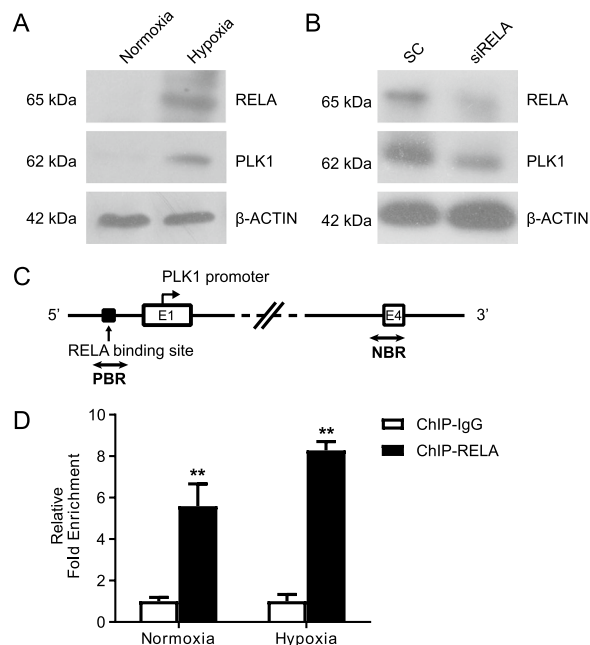 A
Normoxia
Hypoxia
65 kDa
RELA
62 kDa
PLK1
42 kDa
β-ACTIN
B
SC
siRELA
65 kDa
RELA
62 kDa
PLK1
42 kDa
β-ACTIN
C
PLK1 promoter
5’ E1 E4 3’
RELA binding site
PBR
NBR
D
Relative
Fold Enrichment
10
8
6
4
2
0
**
**
Normoxia
Hypoxia
ChIP-IgG
ChIP-RELA